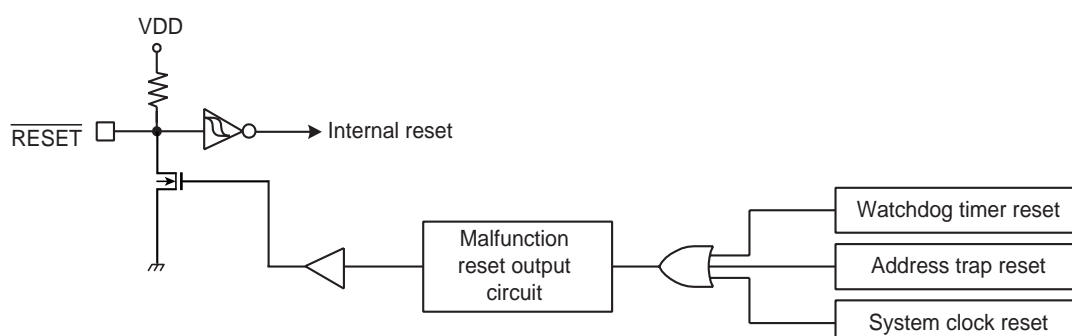 VDD
RESET
Internal reset
Malfunction
reset output
circuit
Watchdog timer reset
Address trap reset
System clock reset